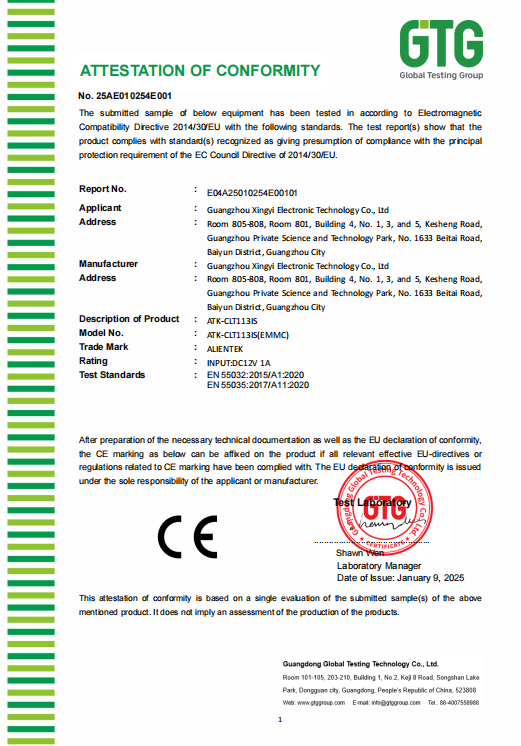 GTG
Global Testing Group
ATTESTATION OF CONFORMITY
No. 25AE010254E001
The submitted sample of below equipment has been tested in according to Electromagnetic
Compatibility Directive 2014/30/EU with the following standards. The test report(s) show that the
product complies with standard(s) recognized as giving presumption of compliance with the principal
protection requirement of the EC Council Directive of 2014/30/EU.
Report No. : E04A25010254E00101
Applicant : Guangzhou Xingyi Electronic Technology Co., Ltd
Address : Room 805-808, Room 801, Building 4, No. 1, 3, and 5, Kesheng Road,
Guangzhou Private Science and Technology Park, No. 1633 Beitai Road,
Baiyun District, Guangzhou City
Manufacturer : Guangzhou Xingyi Electronic Technology Co., Ltd
Address : Room 805-808, Room 801, Building 4, No. 1, 3, and 5, Kesheng Road,
Guangzhou Private Science and Technology Park, No. 1633 Beitai Road,
Baiyun District, Guangzhou City
Description of Product : ATK-CLT113IS
Model No. : ATK-CLT113IS(EMMC)
Trade Mark : ALIENTEK
Rating : INPUT:DC12V 1A
Test Standards : EN 55032:2015/A1:2020
EN 55035:2017/A11:2020
After preparation of the necessary technical documentation as well as the EU declaration of conformity,
the CE marking as below can be affixed on the product if all relevant effective EU-directives or
regulations related to CE marking have been complied with. The EU declaration of conformity is issued
under the sole responsibility of the applicant or manufacturer.
Guangdong Global Testing Technology Co., Ltd
Test Laboratory
GTG
CERTIFICATE
CE
Shawn Wen
Laboratory Manager
Date of Issue: January 9, 2025
This attestation of conformity is based on a single evaluation of the submitted sample(s) of the above
mentioned product. It does not imply an assessment of the production of the products.
Guangdong Global Testing Technology Co., Ltd.
Room 101-105, 203-210, Building 1, No.2, Keji 8 Road, Songshan Lake
Park, Dongguan city, Guangdong, People's Republic of China, 523808
Web: www.gtggroup.com E-mail: info@gtggroup.com Tel.: 86-4007558988
1